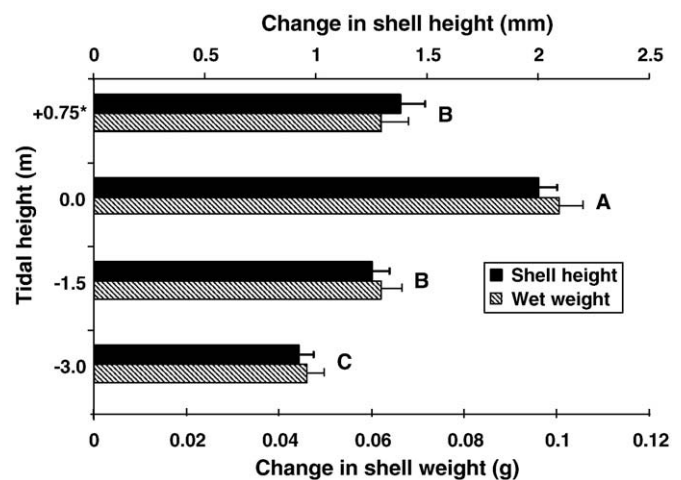 Change in shell height (mm)
0 0.5 1 1.5 2 2.5
Tidal height (m)
+0.75*
B
0.0
A
-1.5
B
-3.0
C
Shell height
Wet weight
0 0.02 0.04 0.06 0.08 0.1 0.12
Change in shell weight (g)